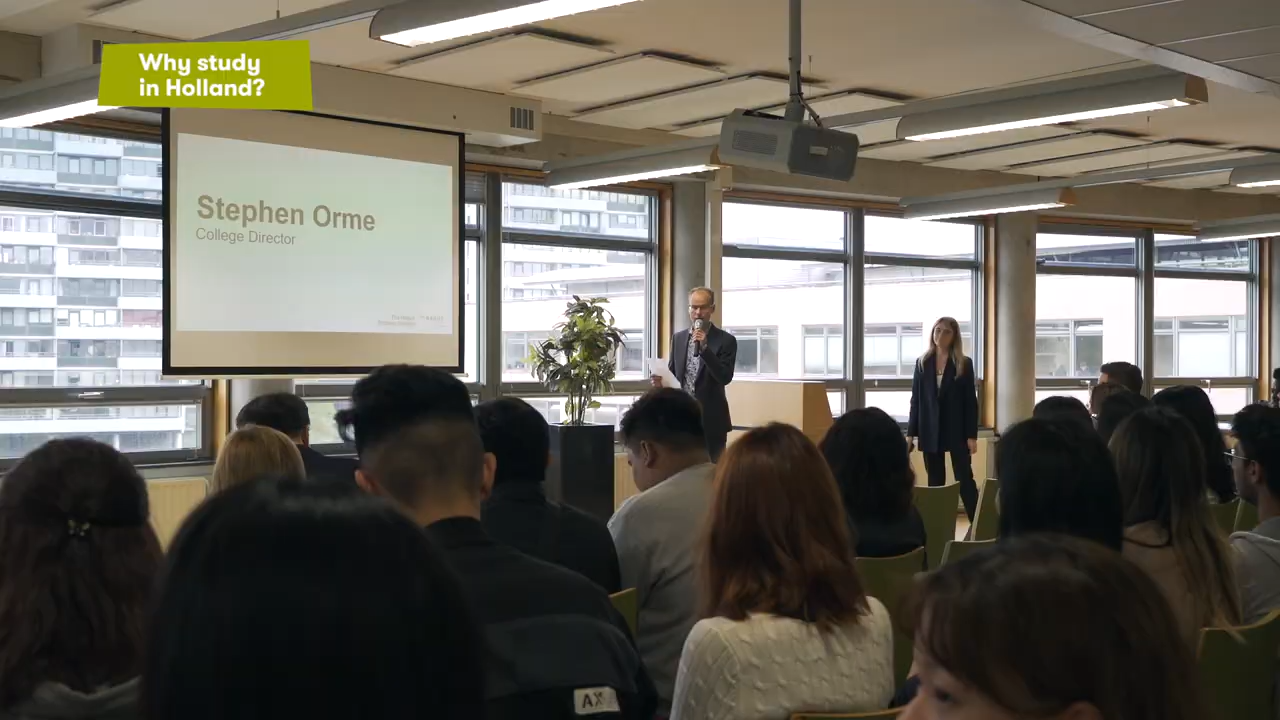 Why study
in Holland?
Stephen Orme
College Director
AX